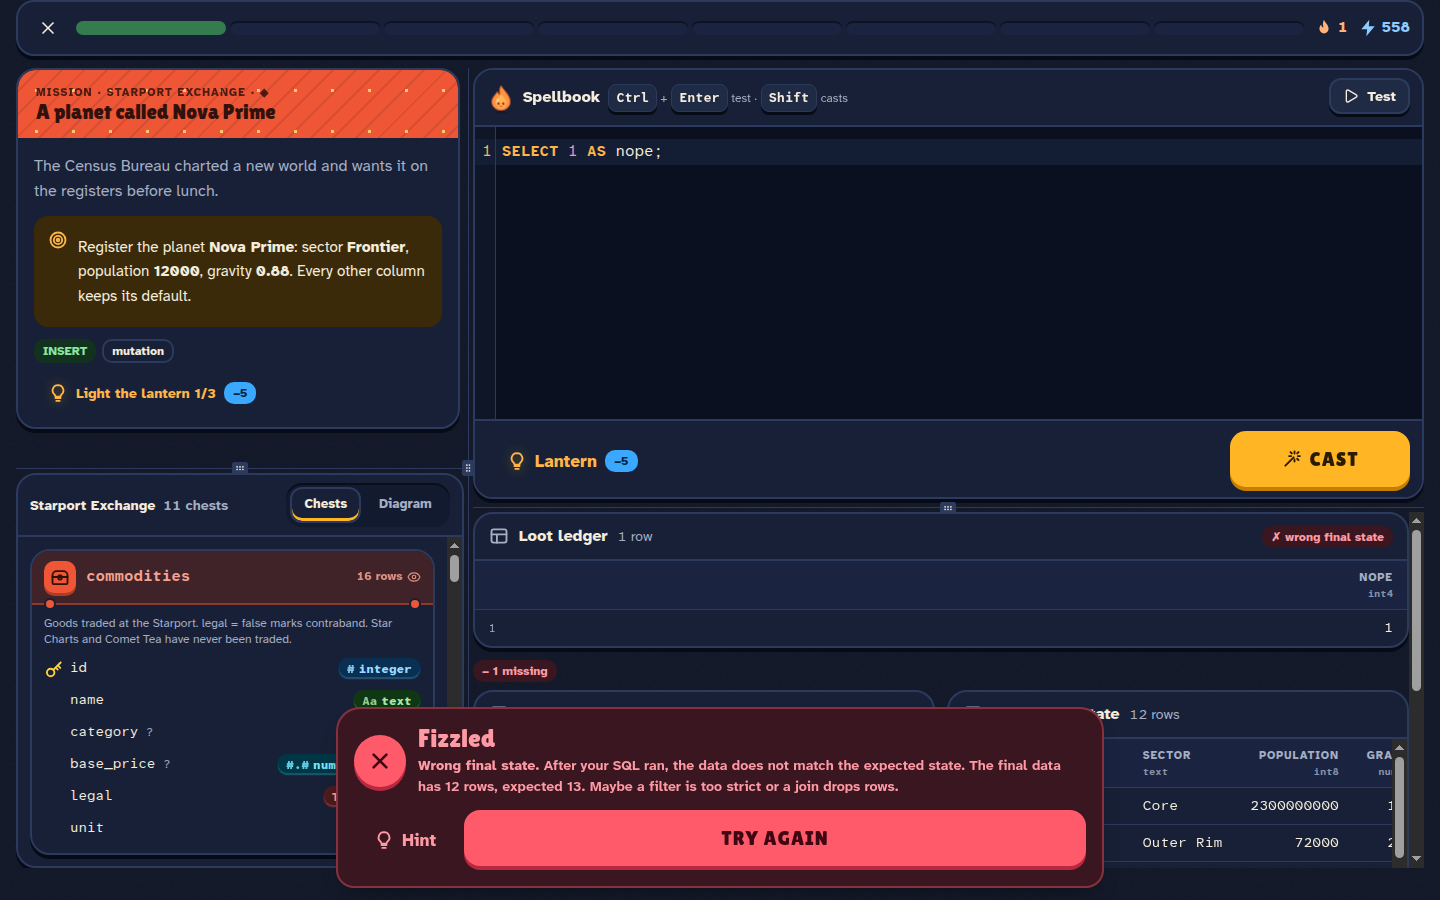 1 558
MISSION · STARPORT EXCHANGE · ◆
A planet called Nova Prime
The Census Bureau charted a new world and wants it on
the registers before lunch.
Register the planet Nova Prime: sector Frontier,
population 12000, gravity 0.88. Every other column
keeps its default.
INSERT mutation
Light the lantern 1/3 −5
Starport Exchange 11 chests Chests Diagram
commodities 16 rows
Goods traded at the Starport. legal = false marks contraband. Star
Charts and Comet Tea have never been traded.
id # integer
name Aa text
category ?
base_price ? #.# num
legal
unit
Spellbook Ctrl + Enter test · Shift casts Test
1 SELECT 1 AS nope;
Lantern −5 CAST
Loot ledger 1 row ✗ wrong final state
NOPE
int4
1 1
− 1 missing
ate 12 rows
SECTOR POPULATION GRA
text int8 nu
Core 2300000000 1
Outer Rim 72000 2
Fizzled
Wrong final state. After your SQL ran, the data does not match the expected state. The final data
has 12 rows, expected 13. Maybe a filter is too strict or a join drops rows.
Hint TRY AGAIN